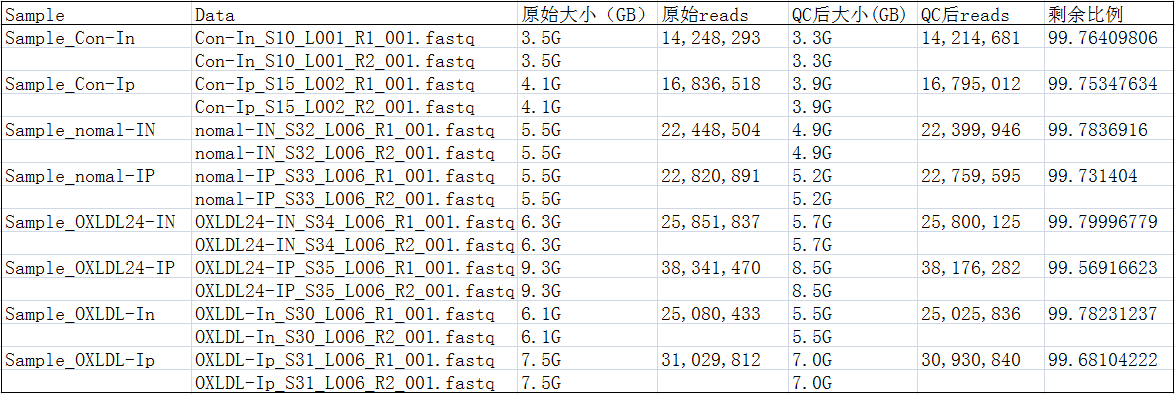 Sample Data 原始大小（GB） 原始reads QC后大小(GB) QC后reads 剩余比例
Sample_Con-In Con-In_S10_L001_R1_001.fastq 3.5G 14,248,293 3.3G 14,214,681 99.76409806
Con-In_S10_L001_R2_001.fastq 3.5G 3.3G
Sample_Con-Ip Con-Ip_S15_L002_R1_001.fastq 4.1G 16,836,518 3.9G 16,795,012 99.75347634
Con-Ip_S15_L002_R2_001.fastq 4.1G 3.9G
Sample_nomal-IN nomal-IN_S32_L006_R1_001.fastq 5.5G 22,448,504 4.9G 22,399,946 99.7836916
nomal-IN_S32_L006_R2_001.fastq 5.5G 4.9G
Sample_nomal-IP nomal-IP_S33_L006_R1_001.fastq 5.5G 22,820,891 5.2G 22,759,595 99.731404
nomal-IP_S33_L006_R2_001.fastq 5.5G 5.2G
Sample_OXLDL24-IN OXLDL24-IN_S34_L006_R1_001.fastq 6.3G 25,851,837 5.7G 25,800,125 99.79996779
OXLDL24-IN_S34_L006_R2_001.fastq 6.3G 5.7G
Sample_OXLDL24-IP OXLDL24-IP_S35_L006_R1_001.fastq 9.3G 38,341,470 8.5G 38,176,282 99.56916623
OXLDL24-IP_S35_L006_R2_001.fastq 9.3G 8.5G
Sample_OXLDL-In OXLDL-In_S30_L006_R1_001.fastq 6.1G 25,080,433 5.5G 25,025,836 99.78231237
OXLDL-In_S30_L006_R2_001.fastq 6.1G 5.5G
Sample_OXLDL-Ip OXLDL-Ip_S31_L006_R1_001.fastq 7.5G 31,029,812 7.0G 30,930,840 99.68104222
OXLDL-Ip_S31_L006_R2_001.fastq 7.5G 7.0G